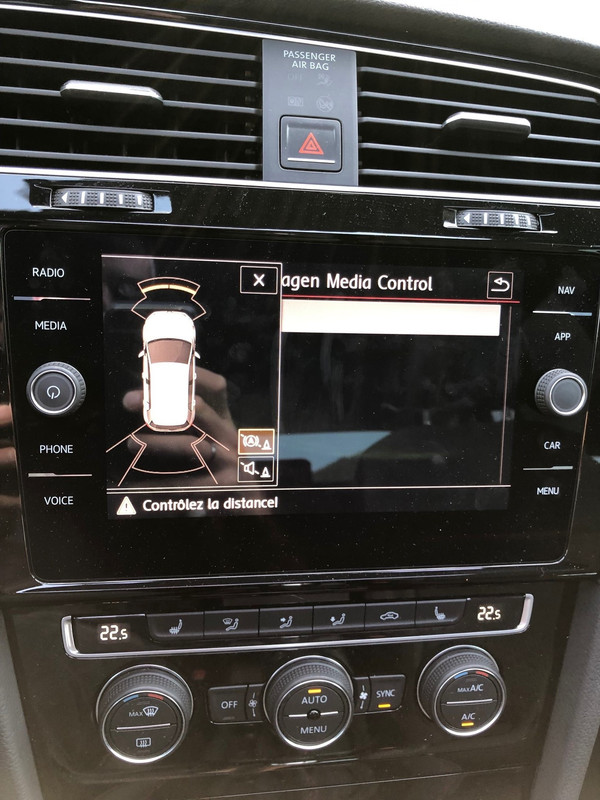 PASSENGER
AIR BAG
RADIO
MEDIA
PHONE
VOICE
agen Media Control
Contrôlez la distance!
NAV
APP
CAR
MENU
22.5
22.5
MAX
OFF
AUTO
MENU
SYNC
MAX A/C
A/C